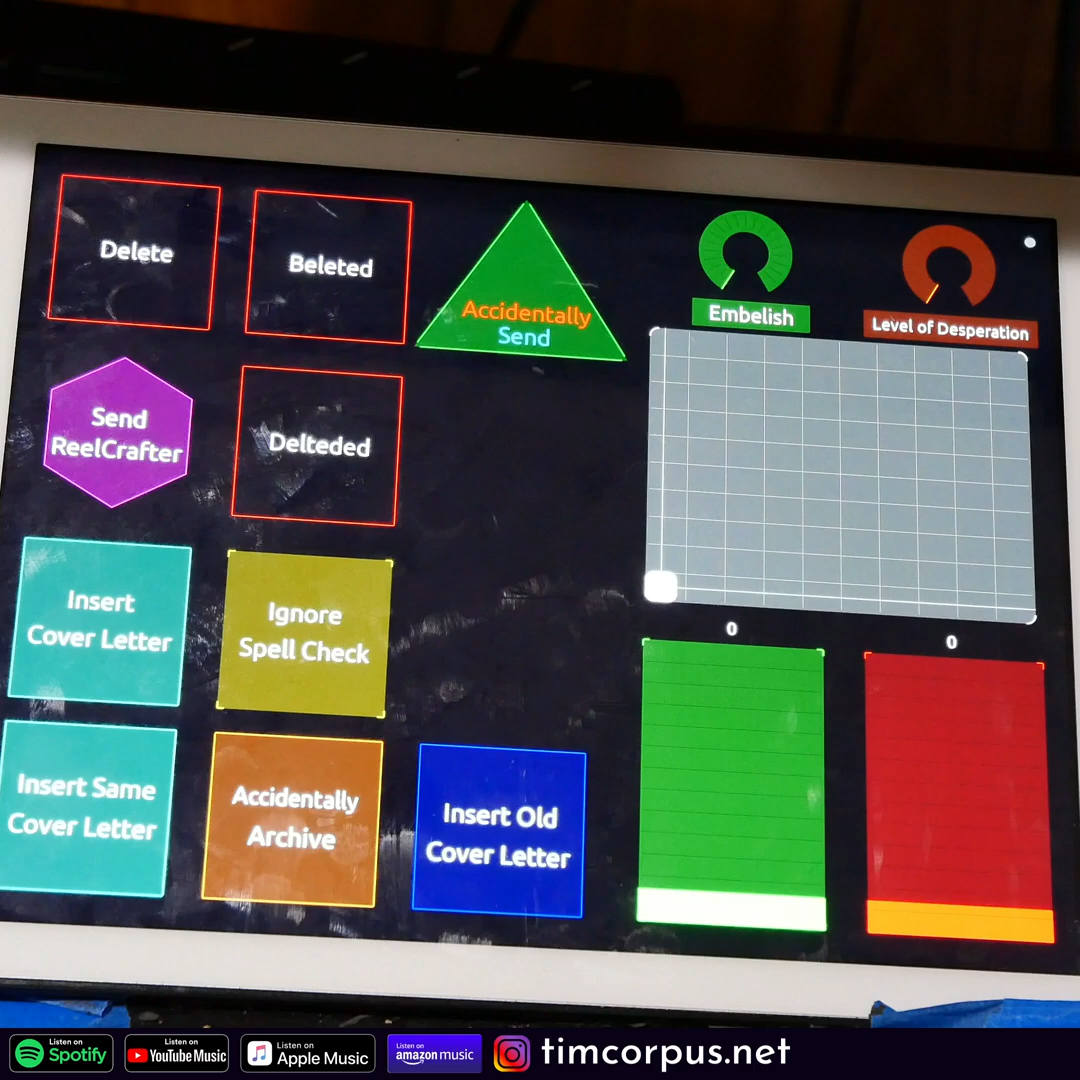 Delete
Beleted
Accidentally
Send
Embelish
Level of Desperation
Send
ReelCrafter
Delteded
Insert
Cover Letter
Ignore
Spell Check
0
0
Insert Same
Cover Letter
Accidentally
Archive
Insert Old
Cover Letter
Listen on
Spotify
Listen on
YouTube Music
Listen on
Apple Music
Listen on
amazon music
timcorpus.net